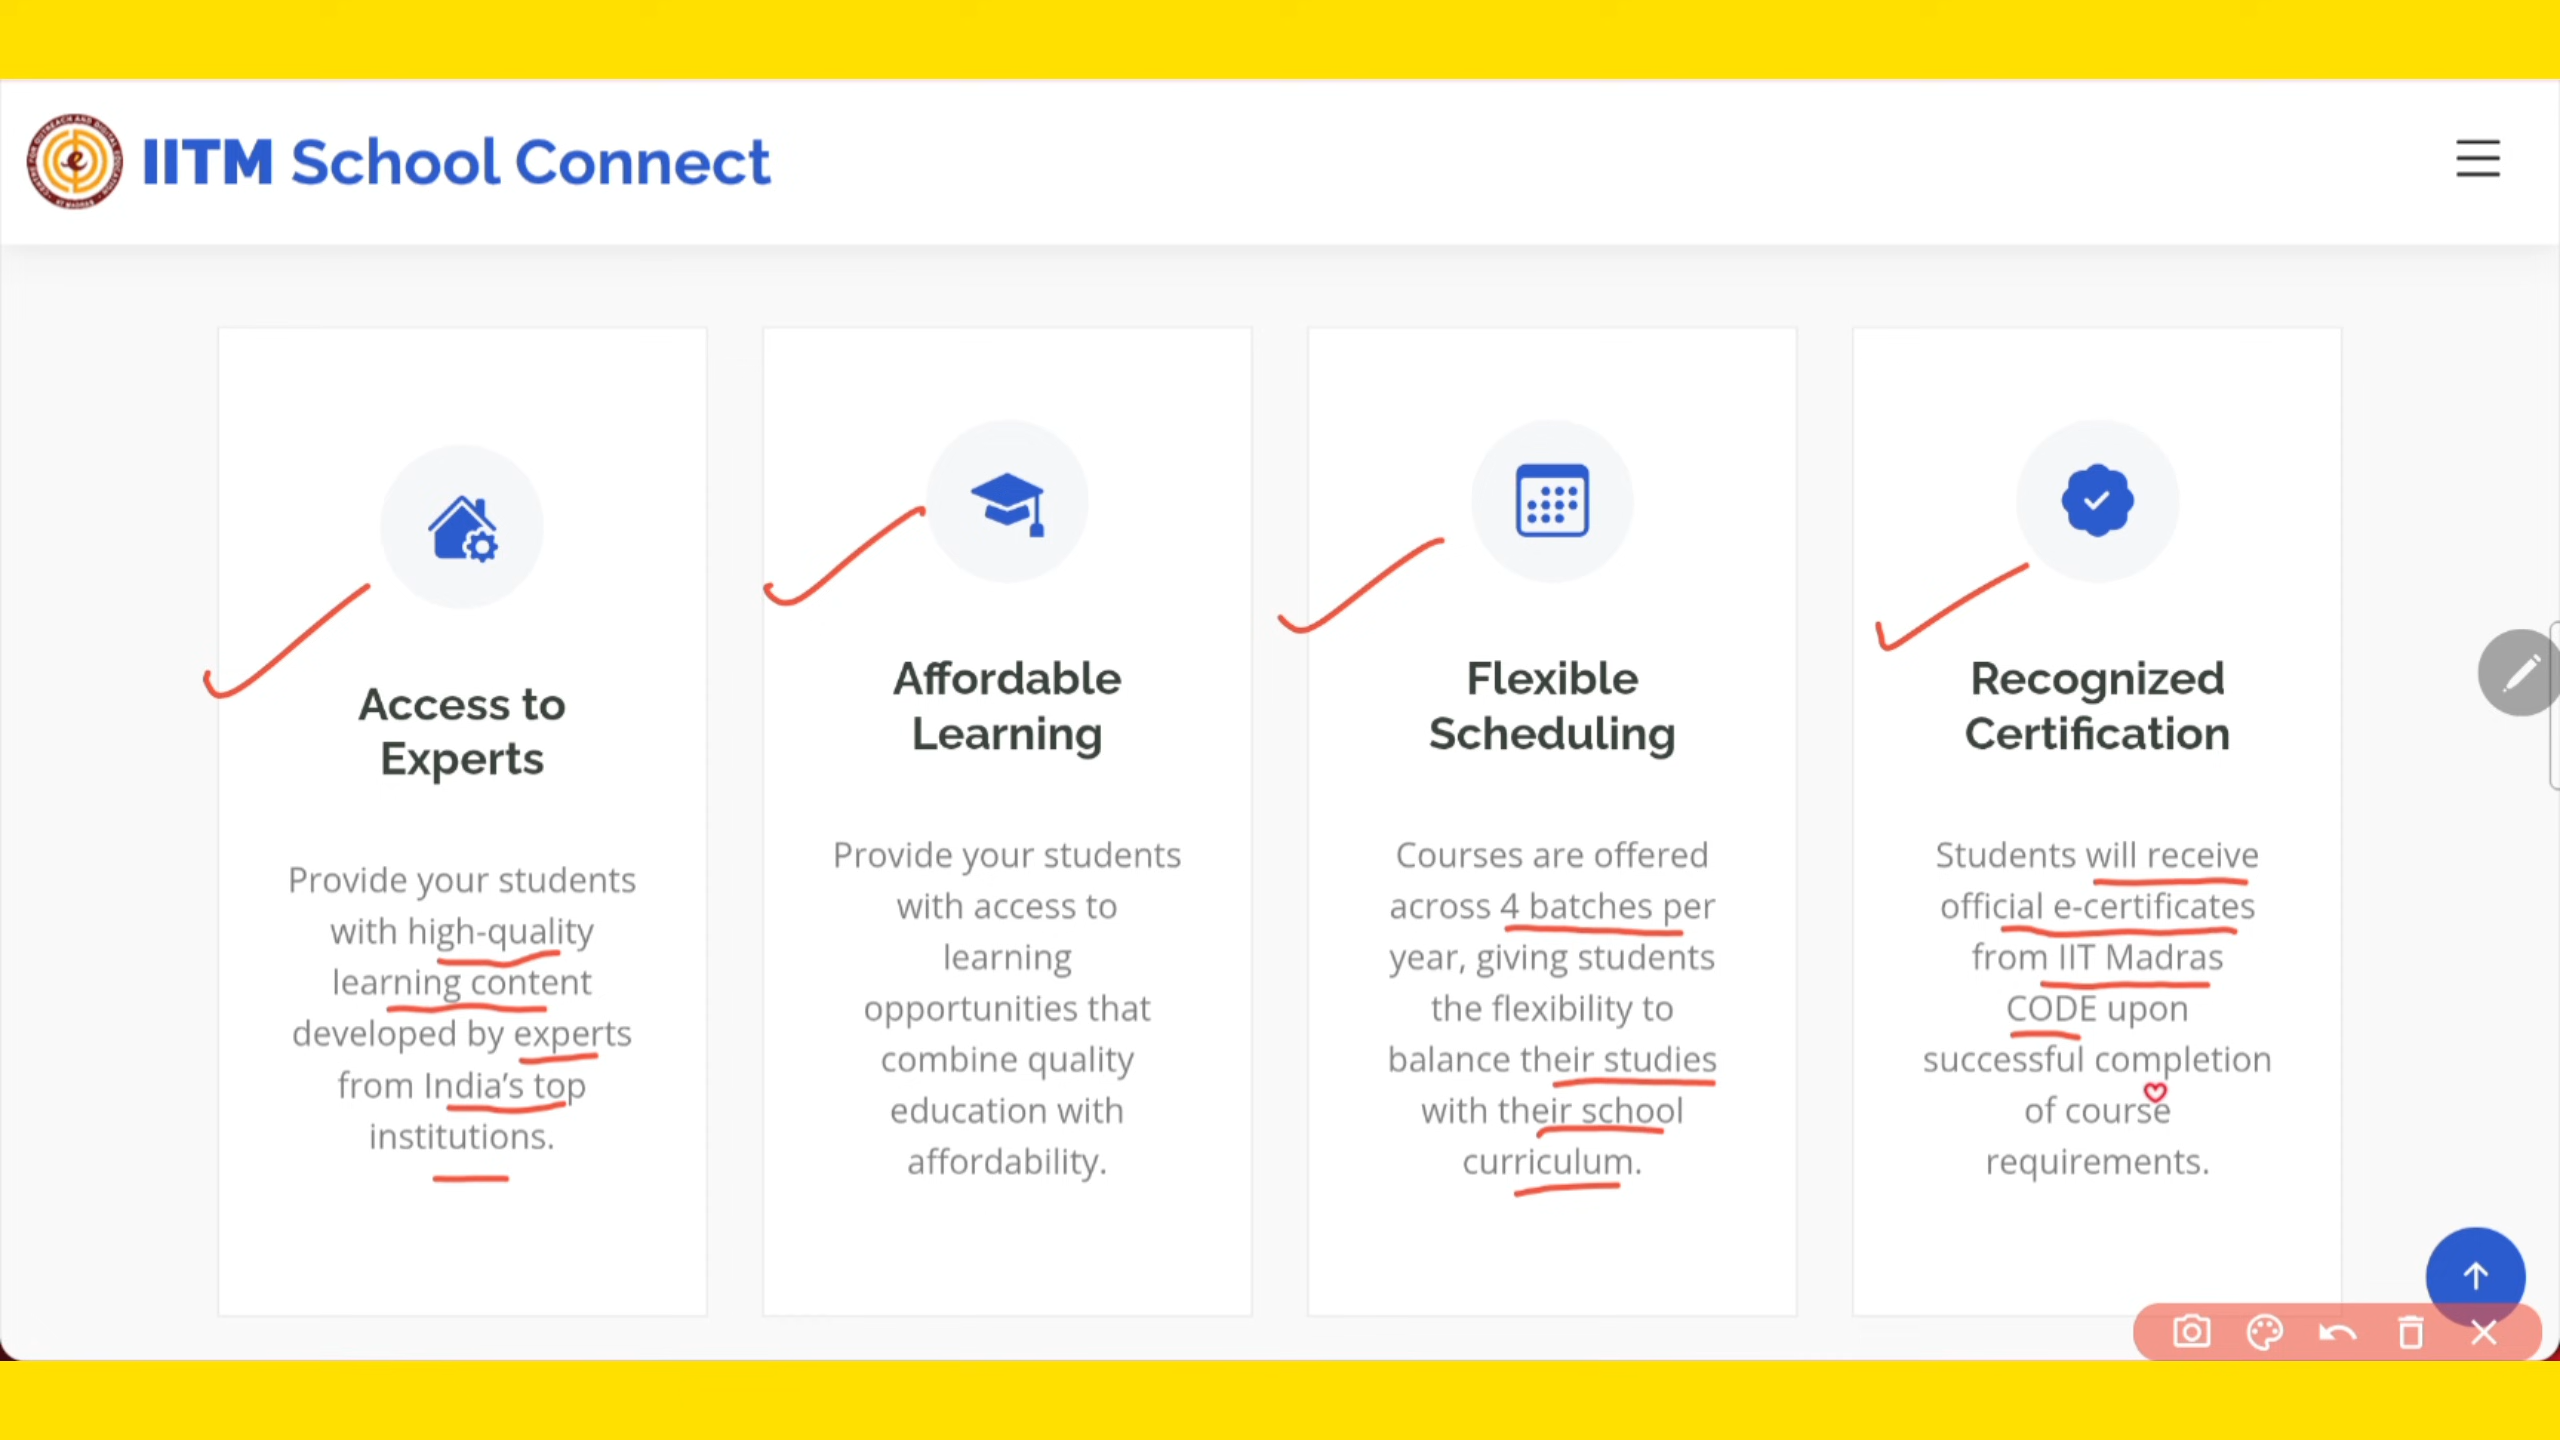 IITM School Connect
Access to
Experts
Provide your students
with high-quality
learning content
developed by experts
from India's top
institutions.
Affordable
Learning
Provide your students
with access to
learning
opportunities that
combine quality
education with
affordability.
Flexible
Scheduling
Courses are offered
across 4 batches per
year, giving students
the flexibility to
balance their studies
with their school
curriculum.
Recognized
Certification
Students will receive
official e-certificates
from IIT Madras
CODE upon
successful completion
of course
requirements.